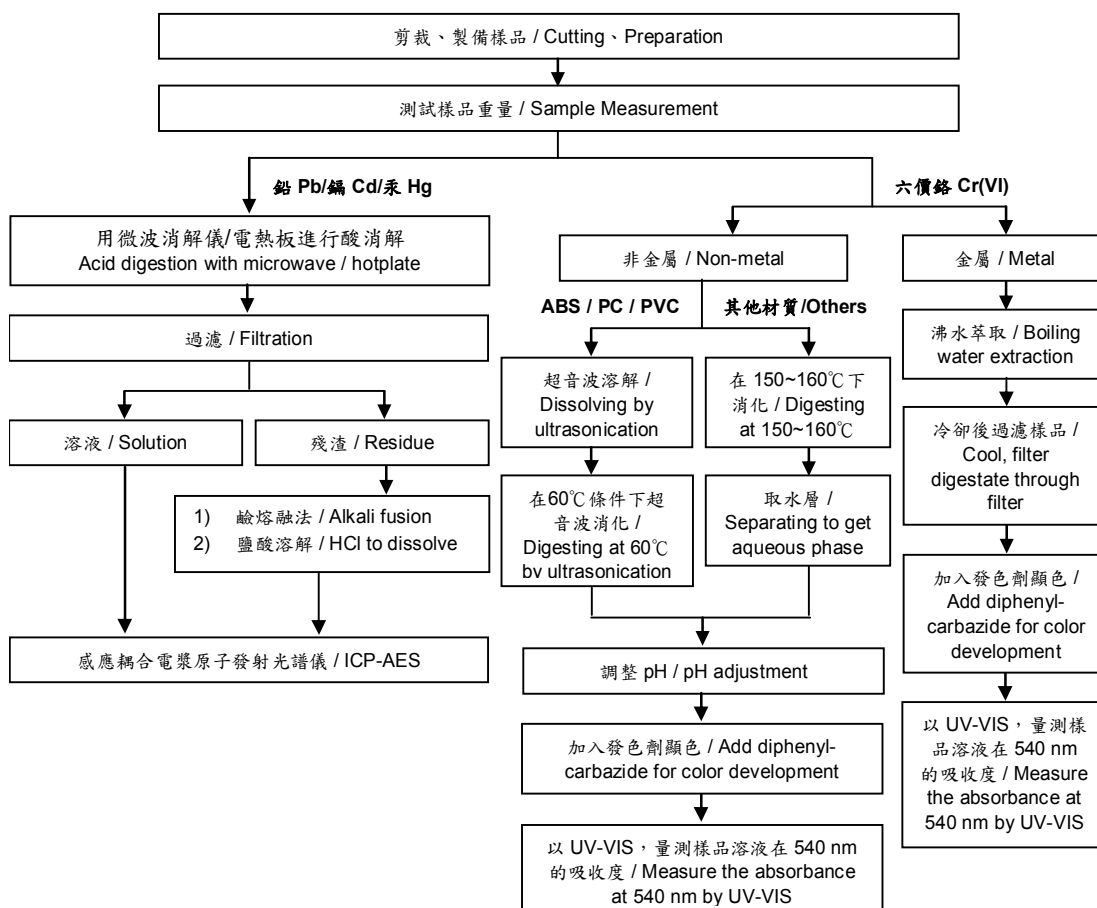 剪裁、製備樣品 / Cutting、Preparation
測試樣品重量 / Sample Measurement
鉛 Pb/鎘 Cd/汞 Hg
六價鉻 Cr(VI)
用微波消解儀/電熱板進行酸消解
Acid digestion with microwave / hotplate
過濾 / Filtration
溶液 / Solution
殘渣 / Residue
1) 鹼熔融法 / Alkali fusion
2) 鹽酸溶解 / HCl to dissolve
感應耦合電漿原子發射光譜儀 / ICP-AES
非金屬 / Non-metal
ABS / PC / PVC
其他材質/Others
超音波溶解 /
Dissolving by
ultrasonication
在60℃條件下超
音波消化 /
Digesting at 60℃
by ultrasonication
在 150~160℃下
消化 / Digesting
at 150~160℃
取水層 /
Separating to get
aqueous phase
調整 pH / pH adjustment
加入發色劑顯色 / Add diphenyl-
carbazide for color development
以 UV-VIS，量測樣品溶液在 540 nm
的吸收度 / Measure the absorbance
at 540 nm by UV-VIS
金屬 / Metal
沸水萃取 / Boiling
water extraction
冷卻後過濾樣品 /
Cool, filter
digestate through
filter
加入發色劑顯色 /
Add diphenyl-
carbazide for color
development
以 UV-VIS，量測樣
品溶液在 540 nm
的吸收度 / Measure
the absorbance at
540 nm by UV-VIS